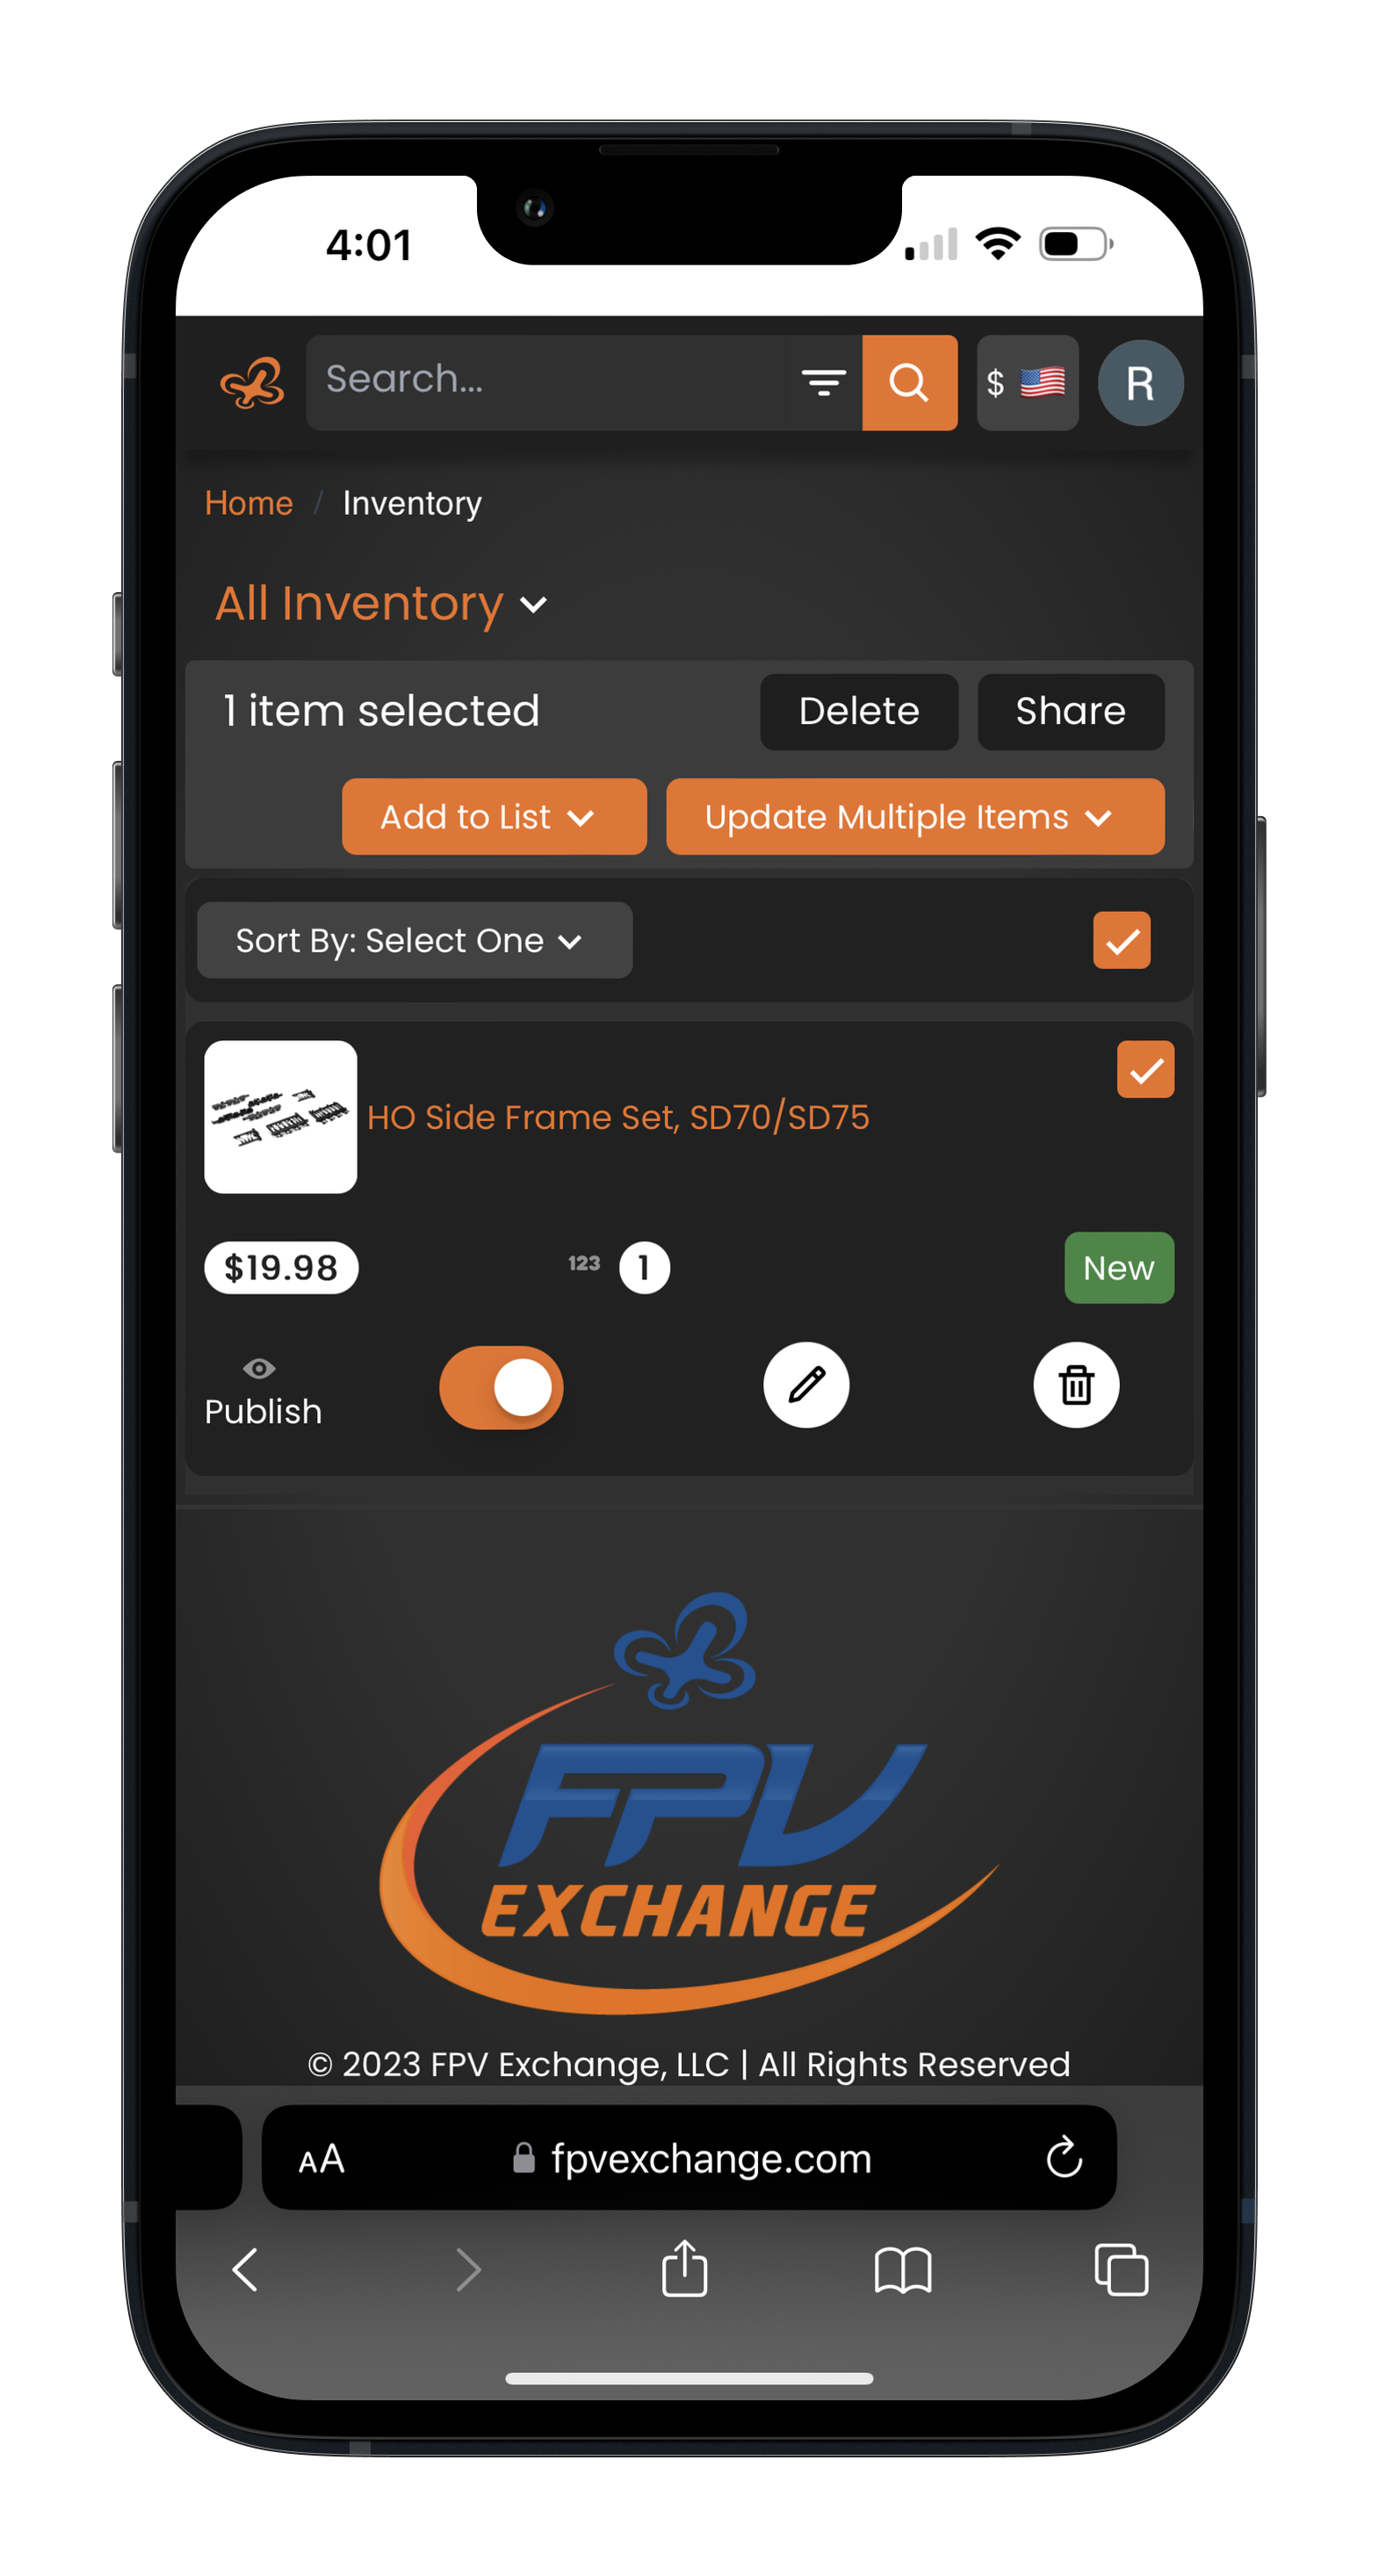 4:01
Search...
$
R
Home / Inventory
All Inventory
1 item selected
Delete
Share
Add to List
Update Multiple Items
Sort By: Select One
HO Side Frame Set, SD70/SD75
$19.98
123
1
New
Publish
FPV
EXCHANGE
© 2023 FPV Exchange, LLC | All Rights Reserved
AA
fpvexchange.com